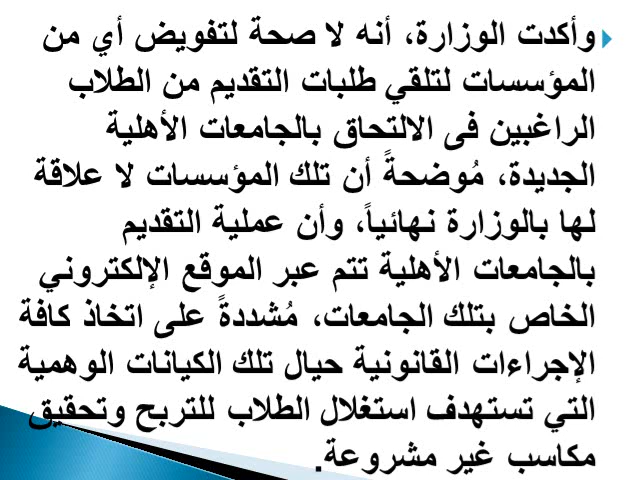 وأكدت الوزارة، أنه لا صحة لتفويض أي من
المؤسسات لتلقي طلبات التقديم من الطلاب
الراغبين فى الالتحاق بالجامعات الأهلية
الجديدة، مُوضحةً أن تلك المؤسسات لا علاقة
لها بالوزارة نهائياً، وأن عملية التقديم
بالجامعات الأهلية تتم عبر الموقع الإلكتروني
الخاص بتلك الجامعات، مُشددةً على اتخاذ كافة
الإجراءات القانونية حيال تلك الكيانات الوهمية
التي تستهدف استغلال الطلاب للتربح وتحقيق
مكاسب غير مشروعة.